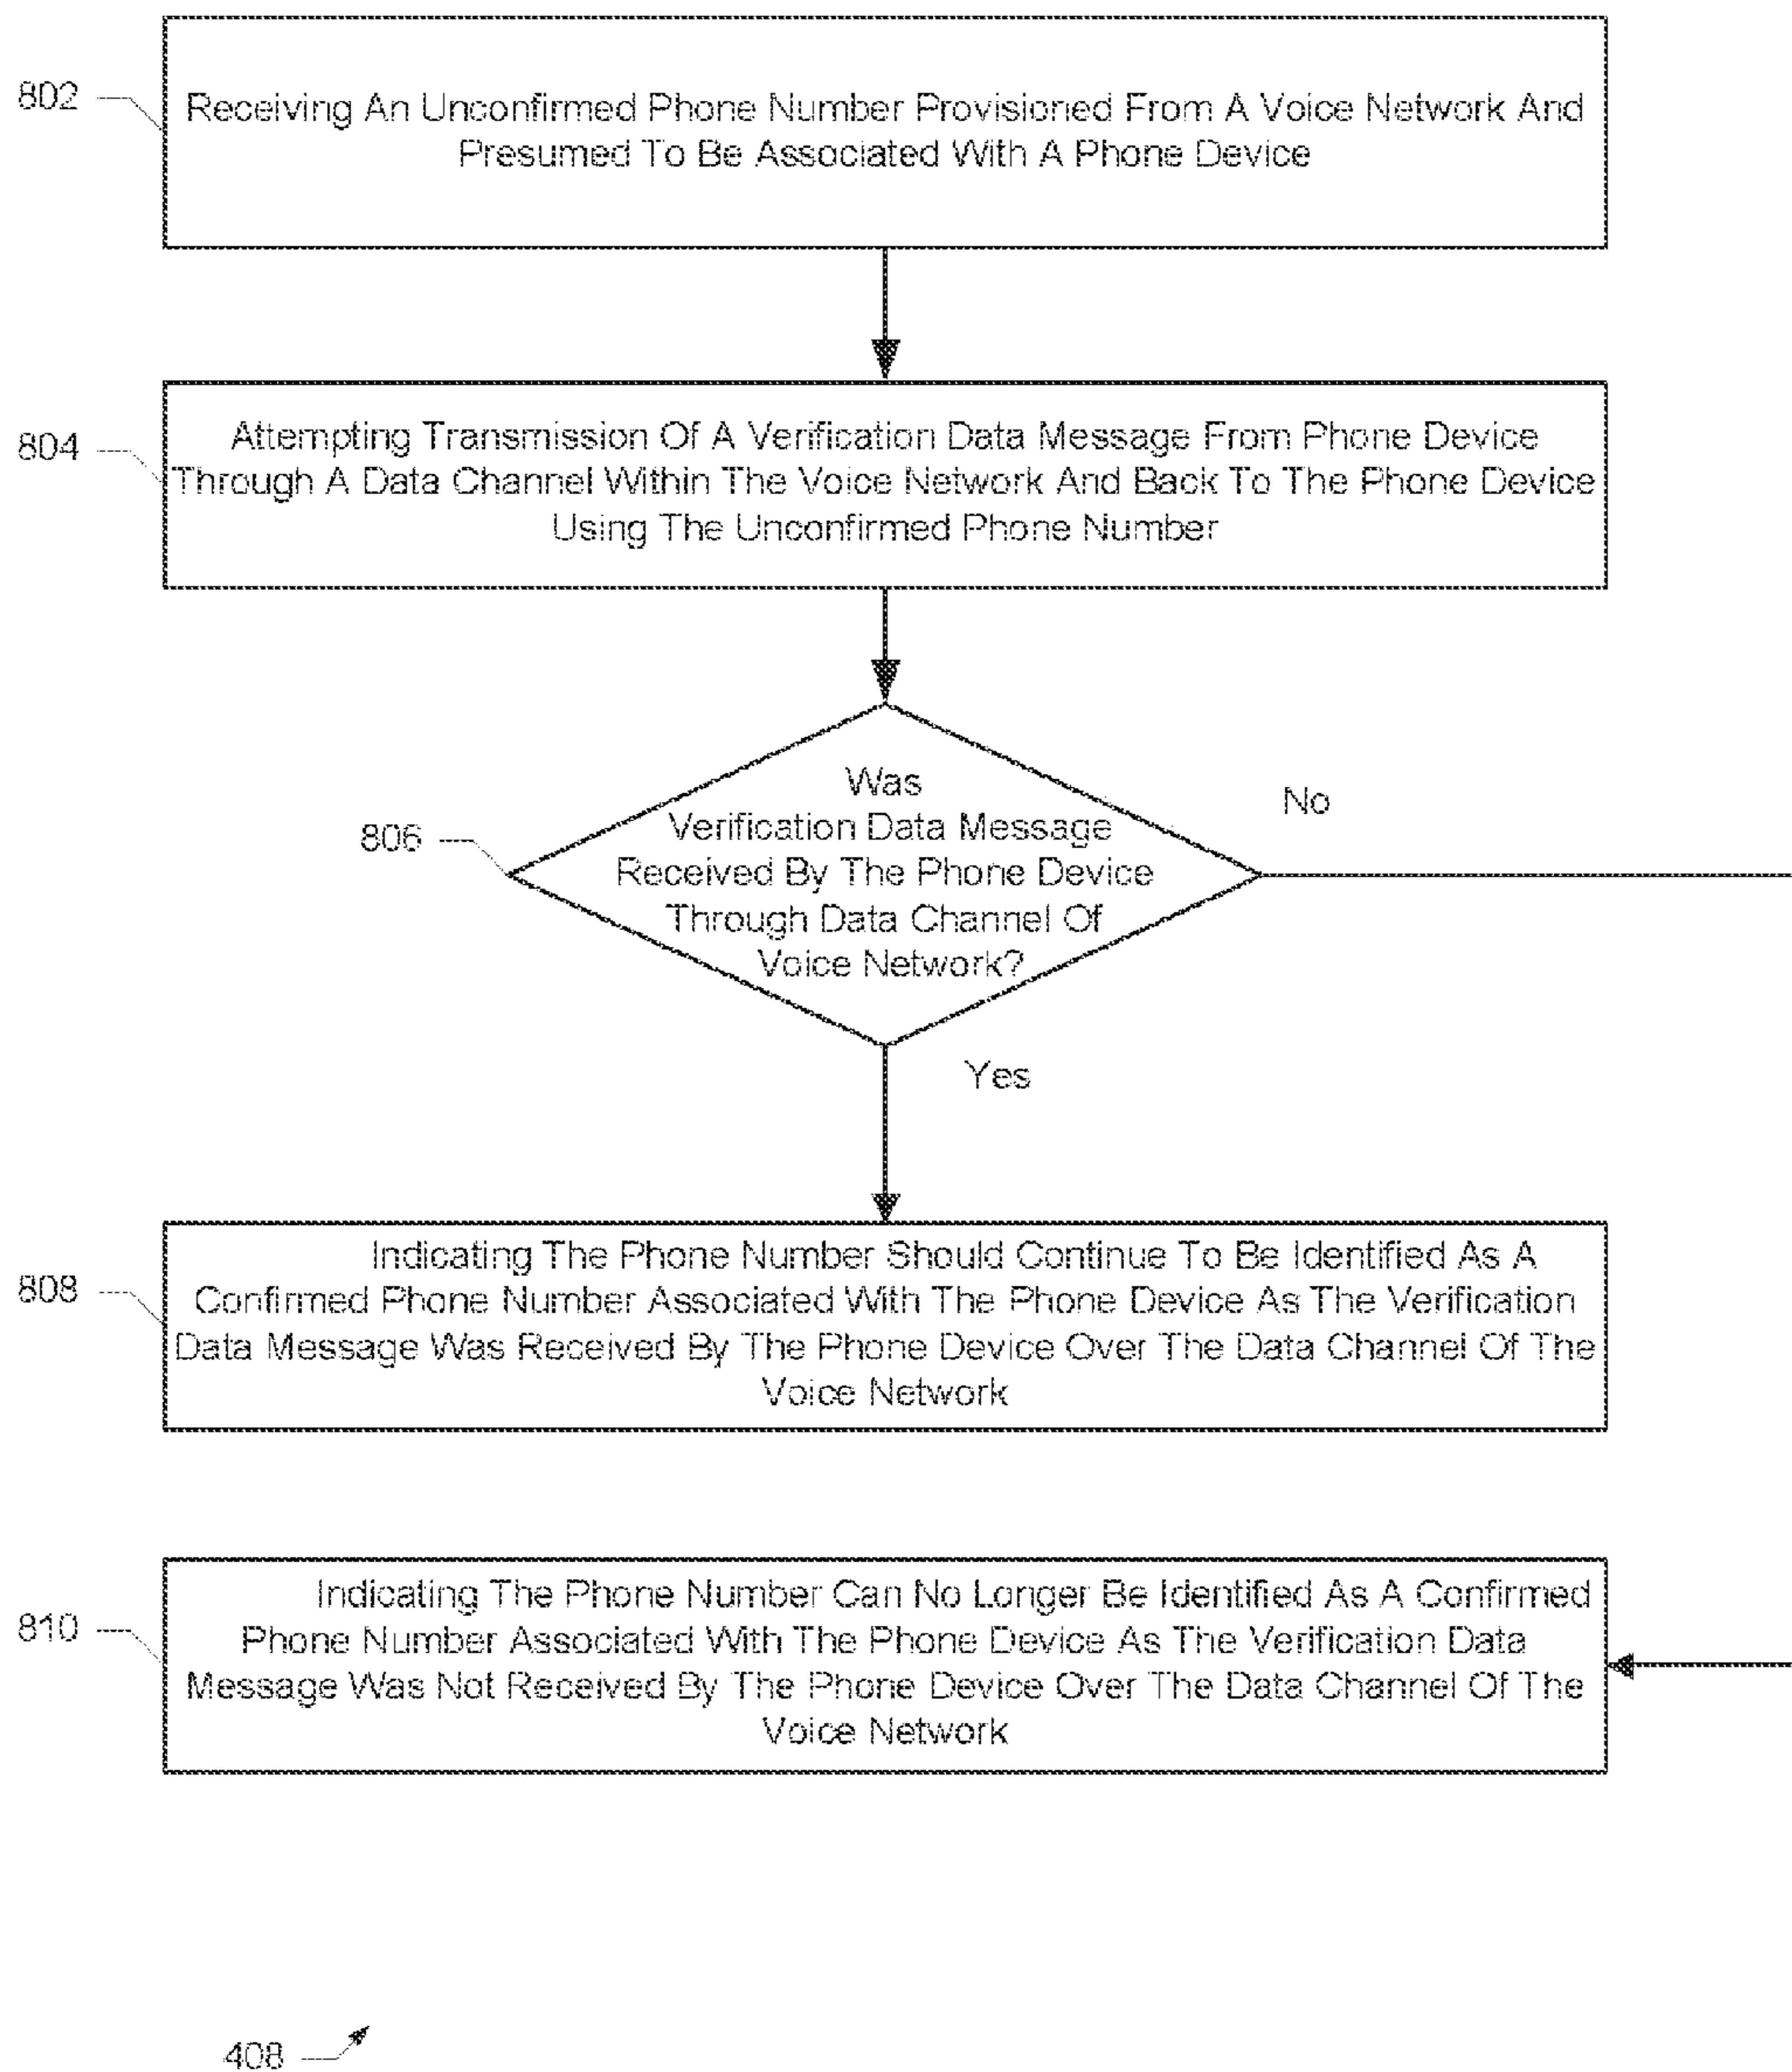 802
Receiving An Unconfirmed Phone Number Provisioned From A Voice Network And
Presumed To Be Associated With A Phone Device
804
Attempting Transmission Of A Verification Data Message From Phone Device
Through A Data Channel Within The Voice Network And Back To The Phone Device
Using The Unconfirmed Phone Number
806
Was
Verification Data Message
Received By The Phone Device
Through Data Channel Of
Voice Network?
No
Yes
808
Indicating The Phone Number Should Continue To Be Identified As A
Confirmed Phone Number Associated With The Phone Device As The Verification
Data Message Was Received By The Phone Device Over The Data Channel Of The
Voice Network
810
Indicating The Phone Number Can No Longer Be Identified As A Confirmed
Phone Number Associated With The Phone Device As The Verification Data
Message Was Not Received By The Phone Device Over The Data Channel Of The
Voice Network
408